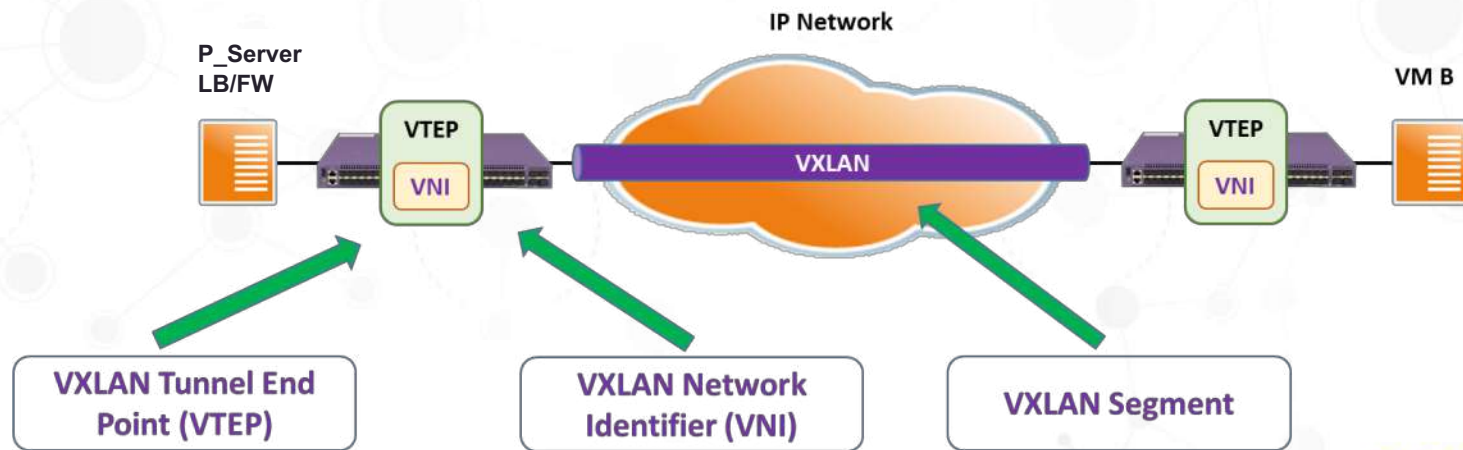 IP Network
P_Server
LB/FW
VM B
VTEP
VNI
VXLAN
VTEP
VNI
VXLAN Tunnel End
Point (VTEP)
VXLAN Network
Identifier (VNI)
VXLAN Segment